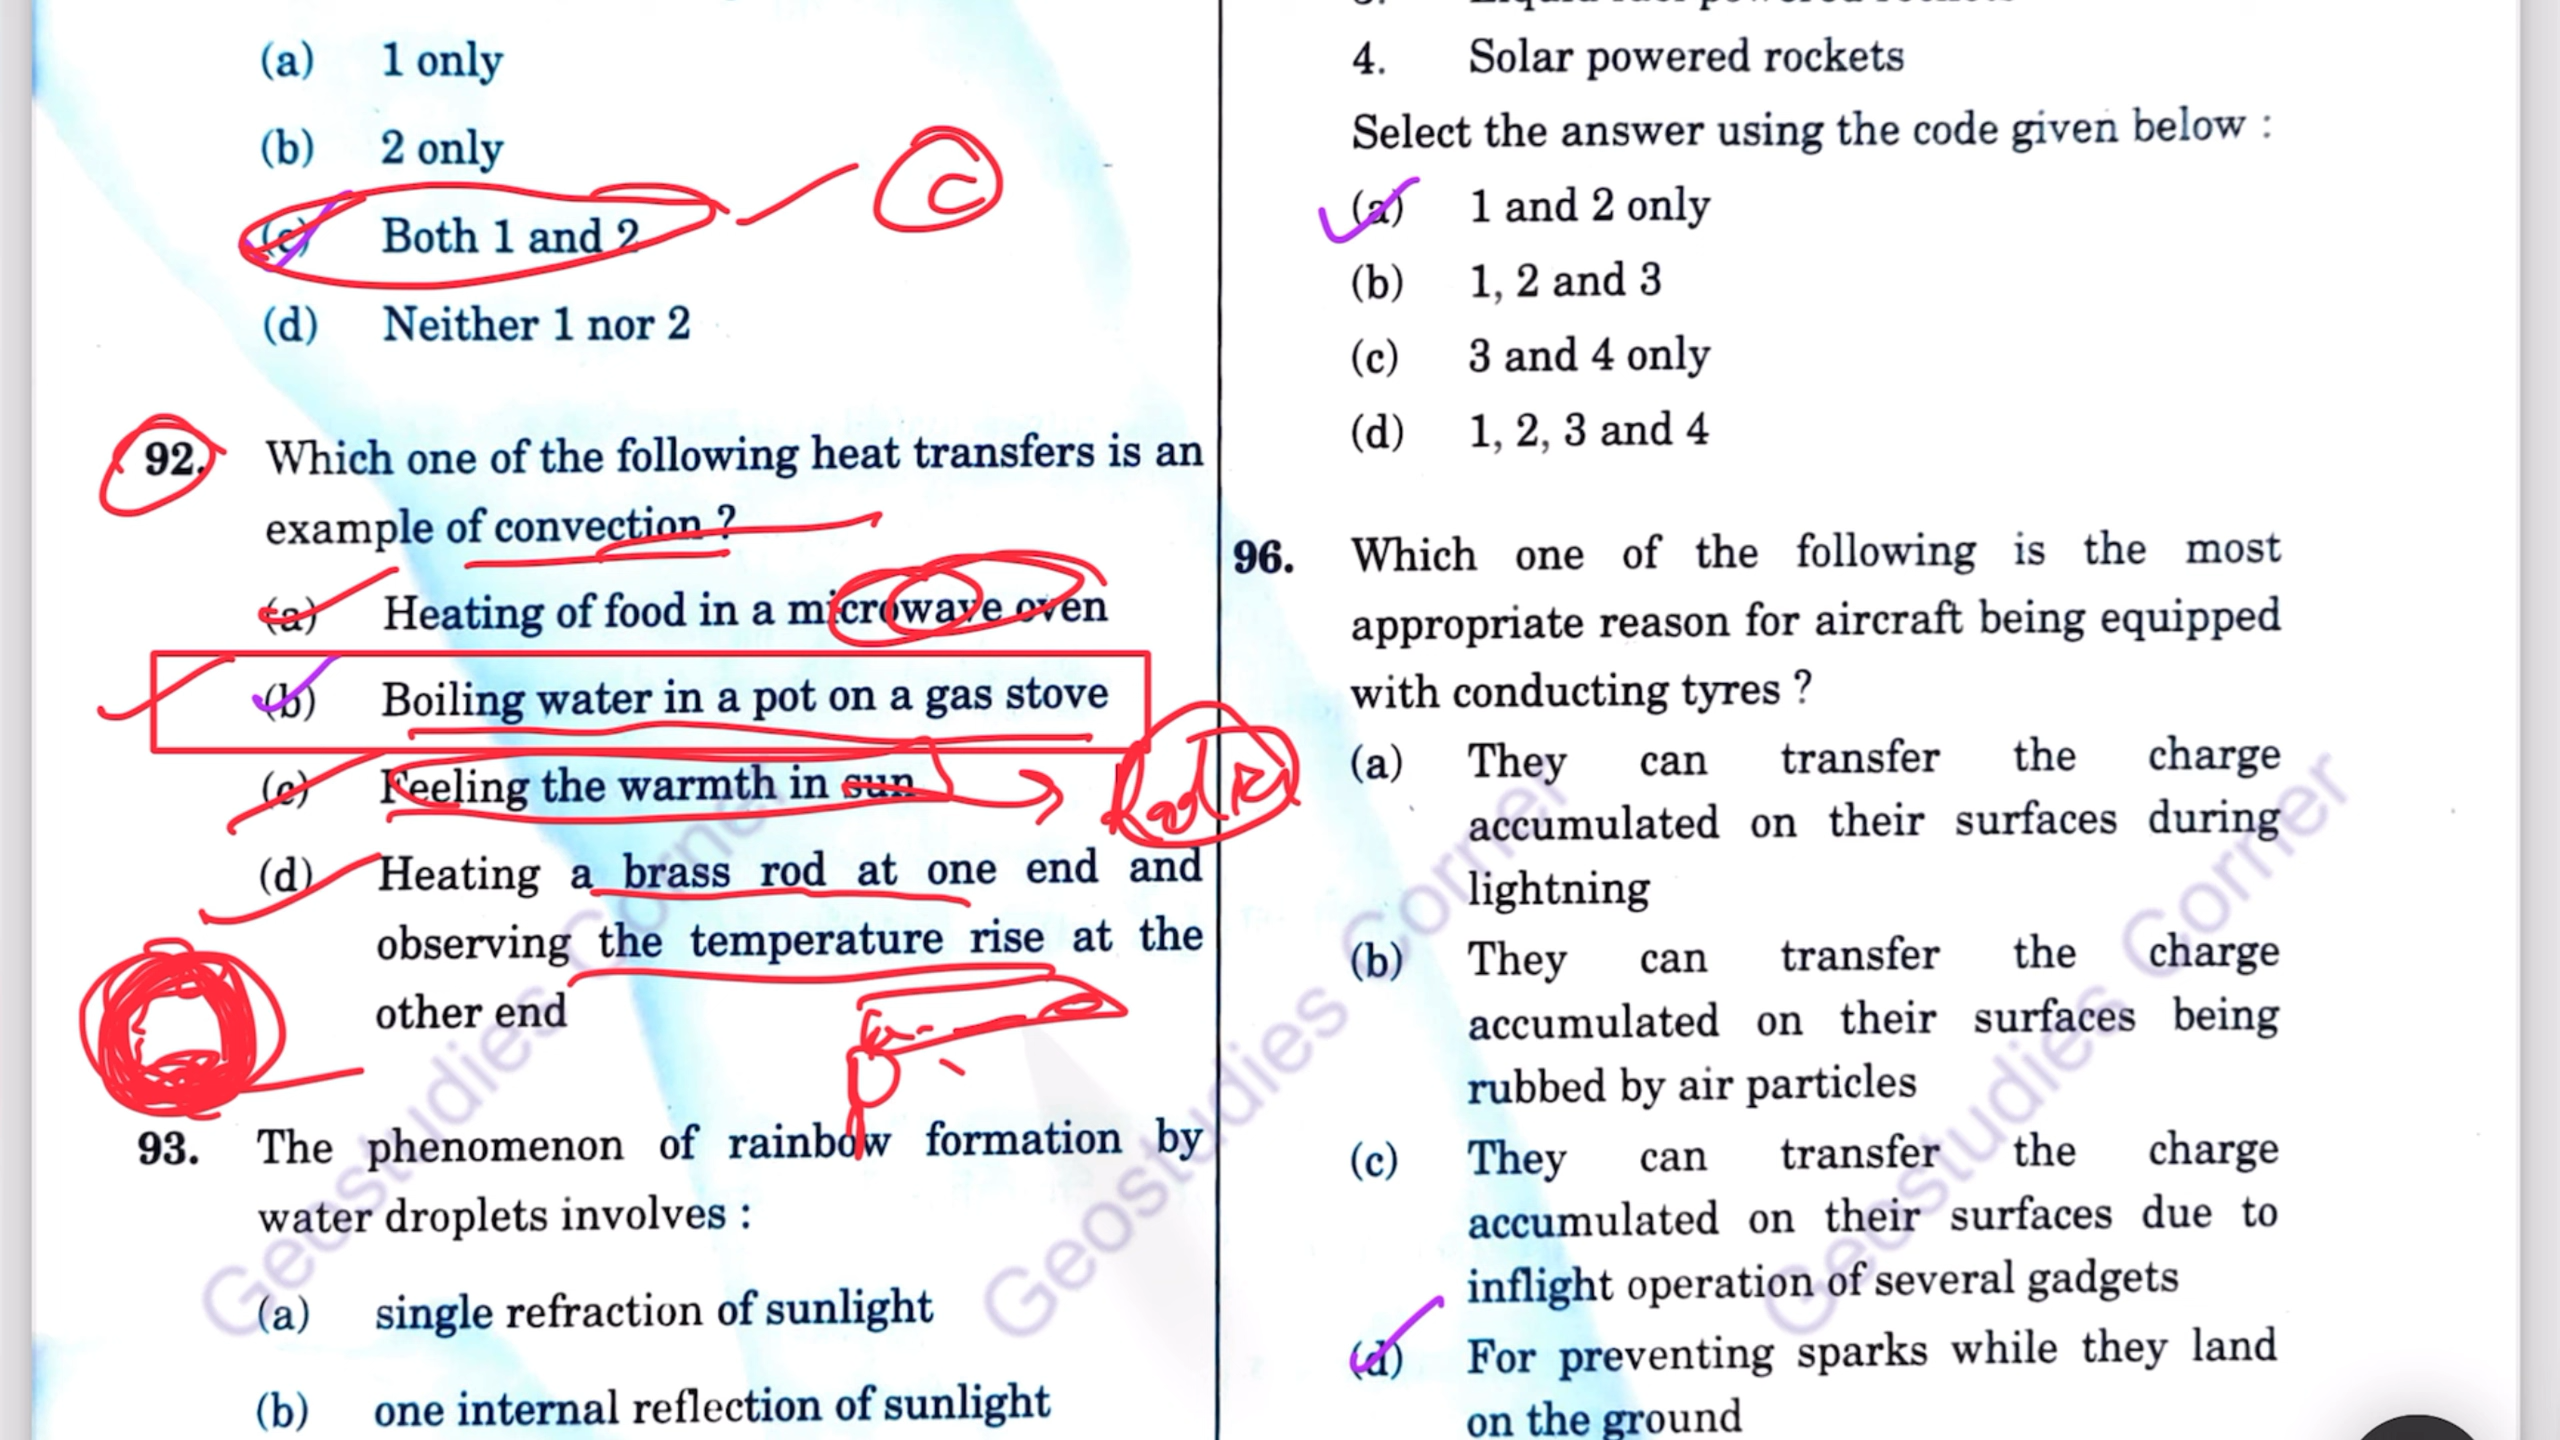 (a) 1 only
(b) 2 only
(c) Both 1 and 2
C
(d) Neither 1 nor 2
92. Which one of the following heat transfers is an
example of convection ?
(a) Heating of food in a microwave oven
(b) Boiling water in a pot on a gas stove
(c) Feeling the warmth in sun
(d) Heating a brass rod at one end and
observing the temperature rise at the
other end
93. The phenomenon of rainbow formation by
water droplets involves :
(a) single refraction of sunlight
(b) one internal reflection of sunlight
4. Solar powered rockets
Select the answer using the code given below :
(a) 1 and 2 only
(b) 1, 2 and 3
(c) 3 and 4 only
(d) 1, 2, 3 and 4
96. Which one of the following is the most
appropriate reason for aircraft being equipped
with conducting tyres ?
(a) They can transfer the charge
accumulated on their surfaces during
lightning
(b) They can transfer the charge
accumulated on their surfaces being
rubbed by air particles
(c) They can transfer the charge
accumulated on their surfaces due to
inflight operation of several gadgets
(d) For preventing sparks while they land
on the ground
Geostudies Corner
Geostudies Corner
Geostudies Corner